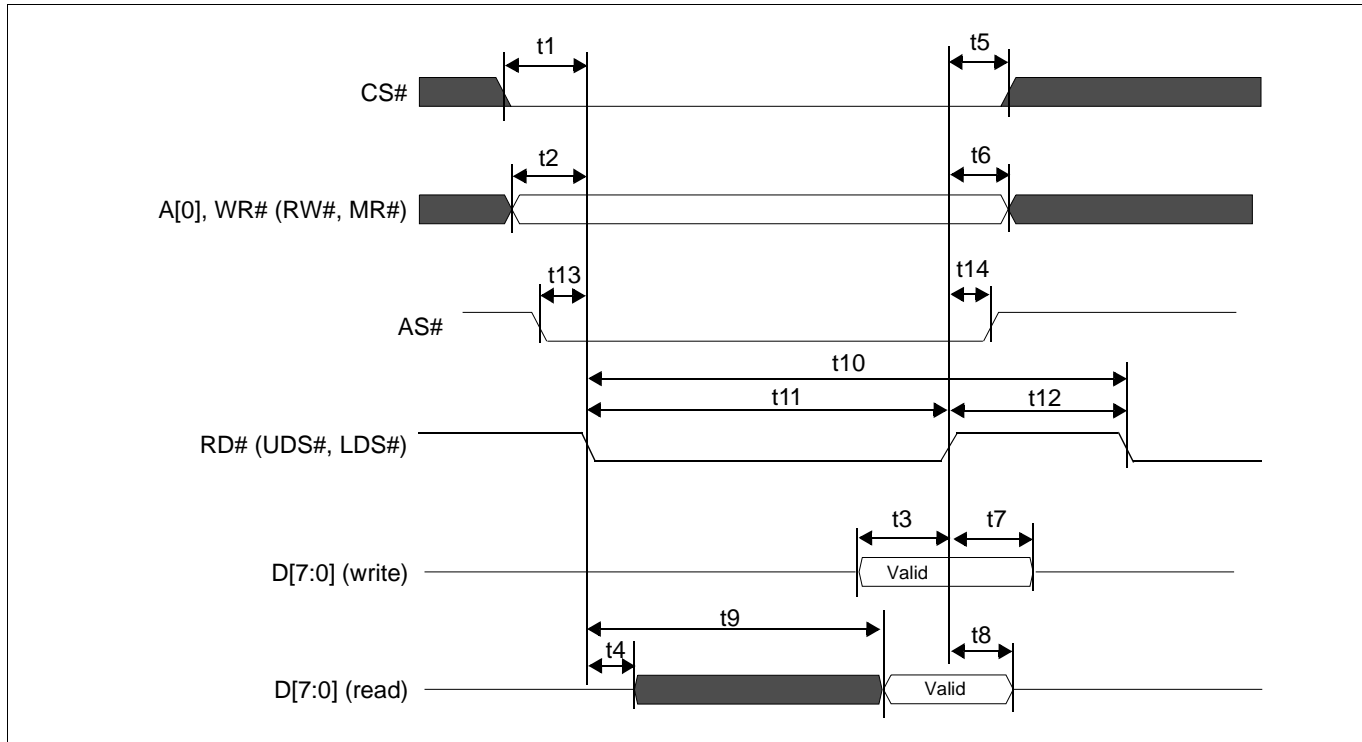 t1
t5
CS#
t2
t6
A[0], WR# (RW#, MR#)
t13
t14
AS#
t10
t11
t12
RD# (UDS#, LDS#)
t3
t7
D[7:0] (write)
Valid
t9
t4
t8
D[7:0] (read)
Valid